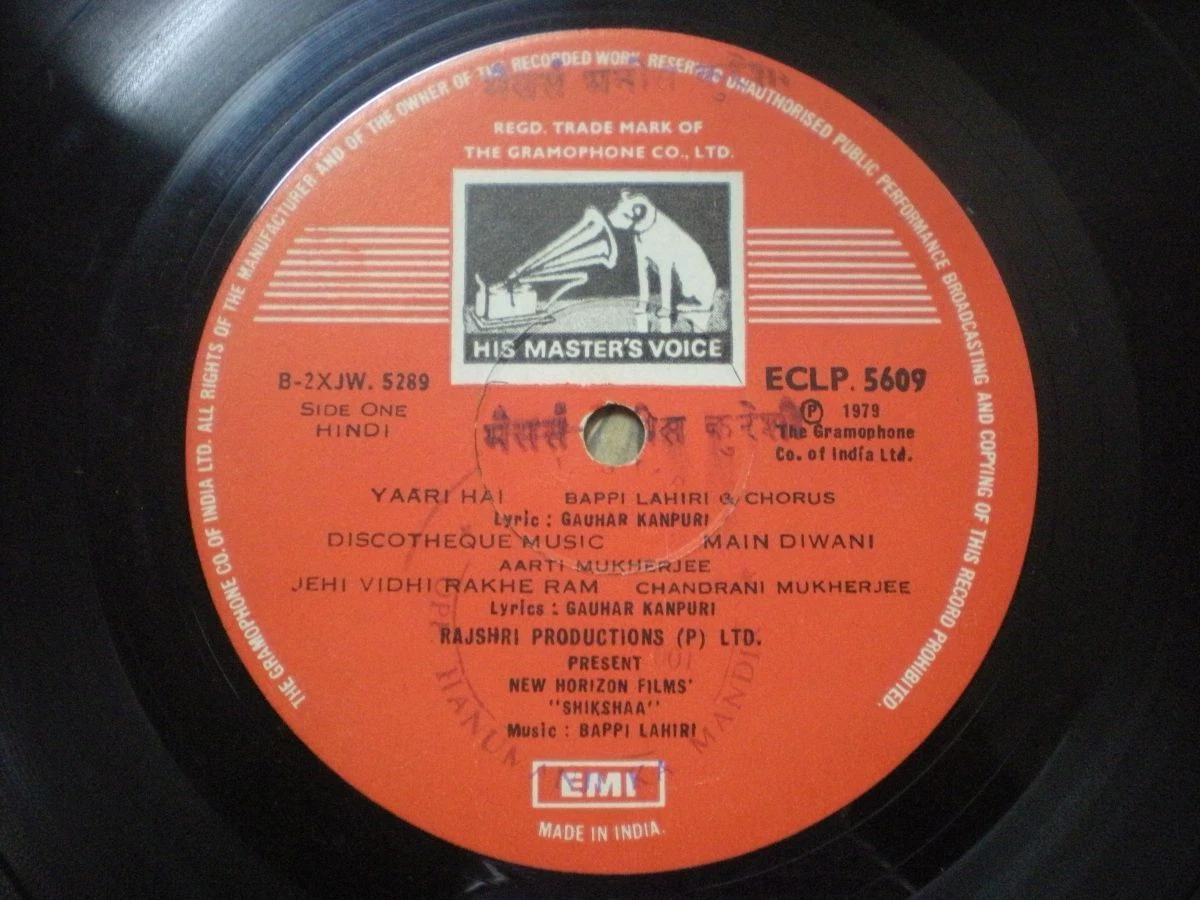 THE GRAMOPHONE CO. OF INDIA LTD. ALL RIGHTS OF THE MANUFACTURER AND OF THE OWNER OF THE RECORDED WORK RESERVED UNAUTHORISED PUBLIC PERFORMANCE BROADCASTING AND COPYING OF THIS RECORD PROHIBITED.
मैसर्स
REGD. TRADE MARK OF
THE GRAMOPHONE CO., LTD.
HIS MASTER'S VOICE
B-2XJW. 5289
SIDE ONE
HINDI
ECLP. 5609
Ⓟ 1979
The Gramophone
Co. of India Ltd.
मैसर्स कुरेशी
YAARI HAI BAPPI LAHIRI & CHORUS
Lyric : GAUHAR KANPURI
DISCOTHEQUE MUSIC MAIN DIWANI
AARTI MUKHERJEE
JEHI VIDHI RAKHE RAM CHANDRANI MUKHERJEE
Lyrics : GAUHAR KANPURI
RAJSHRI PRODUCTIONS (P) LTD.
PRESENT
NEW HORIZON FILMS'
"SHIKSHAA"
Music : BAPPI LAHIRI
EMI
MADE IN INDIA.